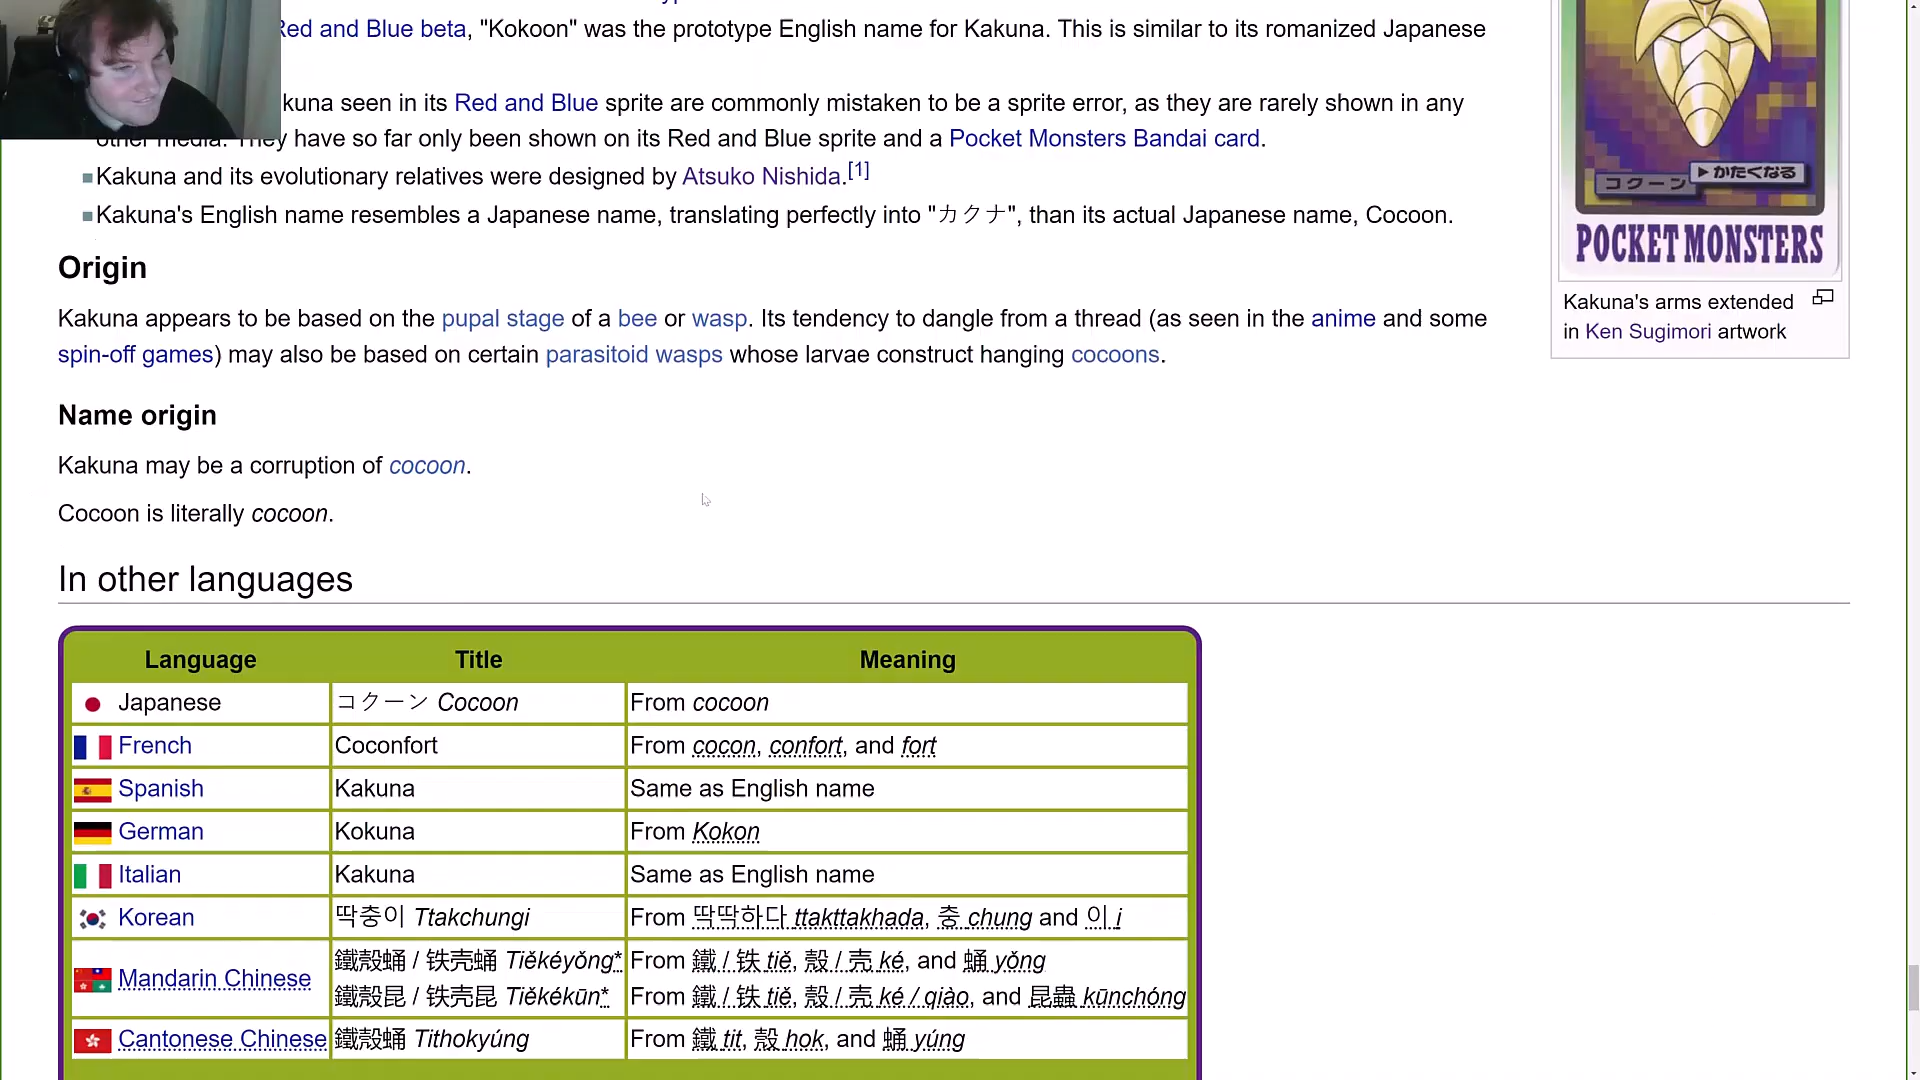 Red and Blue beta, "Kokoon" was the prototype English name for Kakuna. This is similar to its romanized Japanese
kuna seen in its Red and Blue sprite are commonly mistaken to be a sprite error, as they are rarely shown in any
other media. They have so far only been shown on its Red and Blue sprite and a Pocket Monsters Bandai card.
Kakuna and its evolutionary relatives were designed by Atsuko Nishida.[1]
Kakuna's English name resembles a Japanese name, translating perfectly into "カクナ", than its actual Japanese name, Cocoon.
コクーン
▶かたくなる
POCKET MONSTERS
Kakuna's arms extended
in Ken Sugimori artwork
Origin
Kakuna appears to be based on the pupal stage of a bee or wasp. Its tendency to dangle from a thread (as seen in the anime and some
spin-off games) may also be based on certain parasitoid wasps whose larvae construct hanging cocoons.
Name origin
Kakuna may be a corruption of cocoon.
Cocoon is literally cocoon.
In other languages
Language Title Meaning
Japanese コクーン Cocoon From cocoon
French Coconfort From cocon, confort, and fort
Spanish Kakuna Same as English name
German Kokuna From Kokon
Italian Kakuna Same as English name
Korean 딱충이 Ttakchungi From 딱딱하다 ttakttakhada, 충 chung and 이 i
Mandarin Chinese 鐵殼蛹 / 铁壳蛹 Tiěkéyǒng* From 鐵 / 铁 tiě, 殼 / 壳 ké, and 蛹 yǒng
鐵殼昆 / 铁壳昆 Tiěkékūn* From 鐵 / 铁 tiě, 殼 / 壳 ké / qiào, and 昆蟲 kūnchóng
Cantonese Chinese 鐵殼蛹 Tithokyúng From 鐵 tit, 殼 hok, and 蛹 yúng